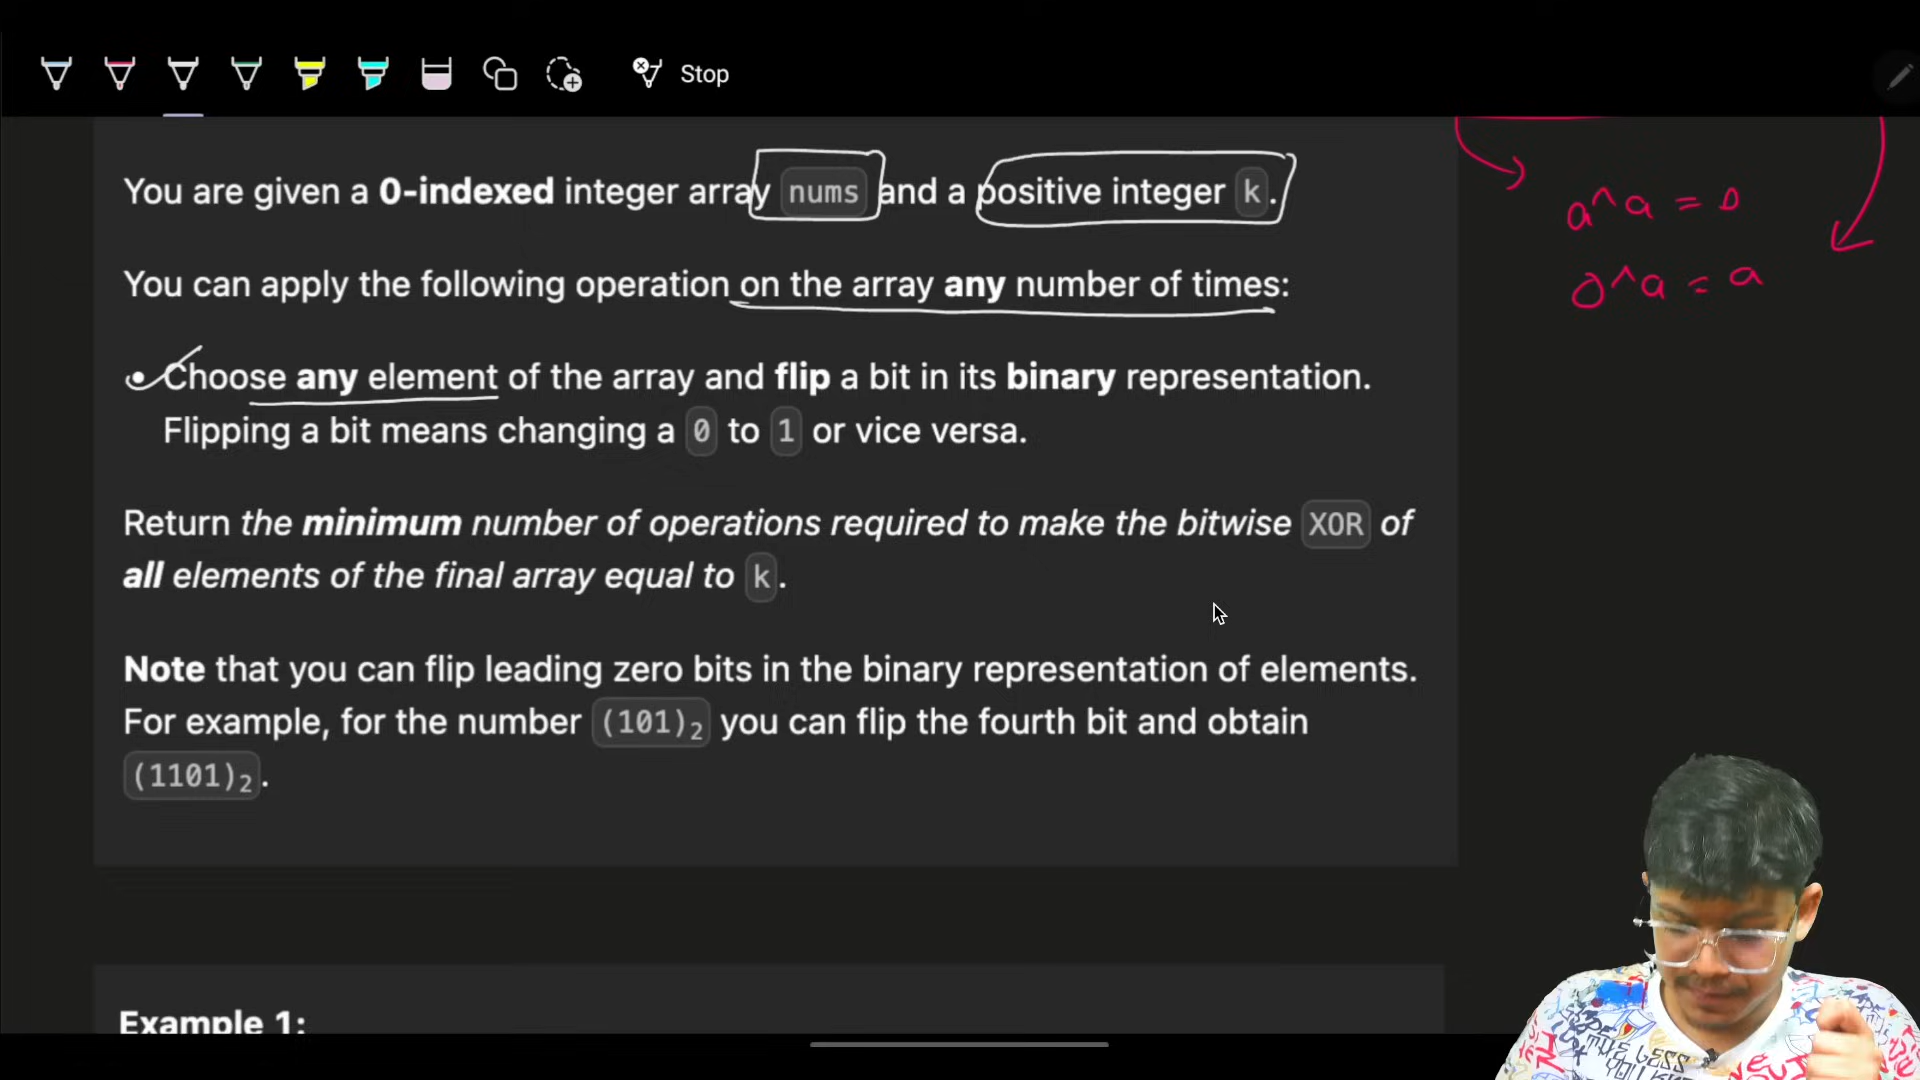 Stop
You are given a 0-indexed integer array nums and a positive integer k.
a^a = 0
You can apply the following operation on the array any number of times:
0^a = a
Choose any element of the array and flip a bit in its binary representation.
Flipping a bit means changing a 0 to 1 or vice versa.
Return the minimum number of operations required to make the bitwise XOR of
all elements of the final array equal to k.
Note that you can flip leading zero bits in the binary representation of elements.
For example, for the number (101)₂ you can flip the fourth bit and obtain
(1101)₂.
Example 1: